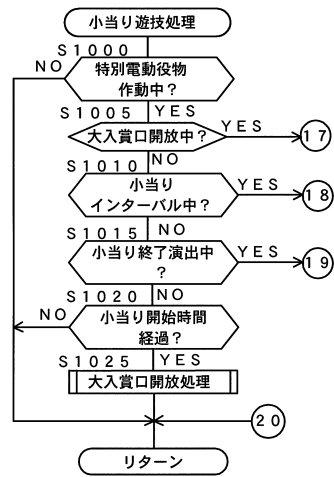 小当り遊技処理
S1000
NO
特別電動役物
作動中？
S1005
YES
大入賞口開放中？
YES
17
S1010
NO
小当り
インターバル中？
YES
18
S1015
NO
小当り終了演出中
？
YES
19
S1020
NO
NO
小当り開始時間
経過？
S1025
YES
大入賞口開放処理
20
リターン